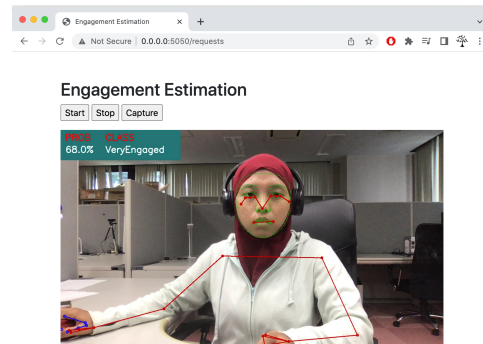 Engagement Estimation
Not Secure | 0.0.0.0:5050/requests
Engagement Estimation
Start Stop Capture
PROB CLASS
68.0% VeryEngaged